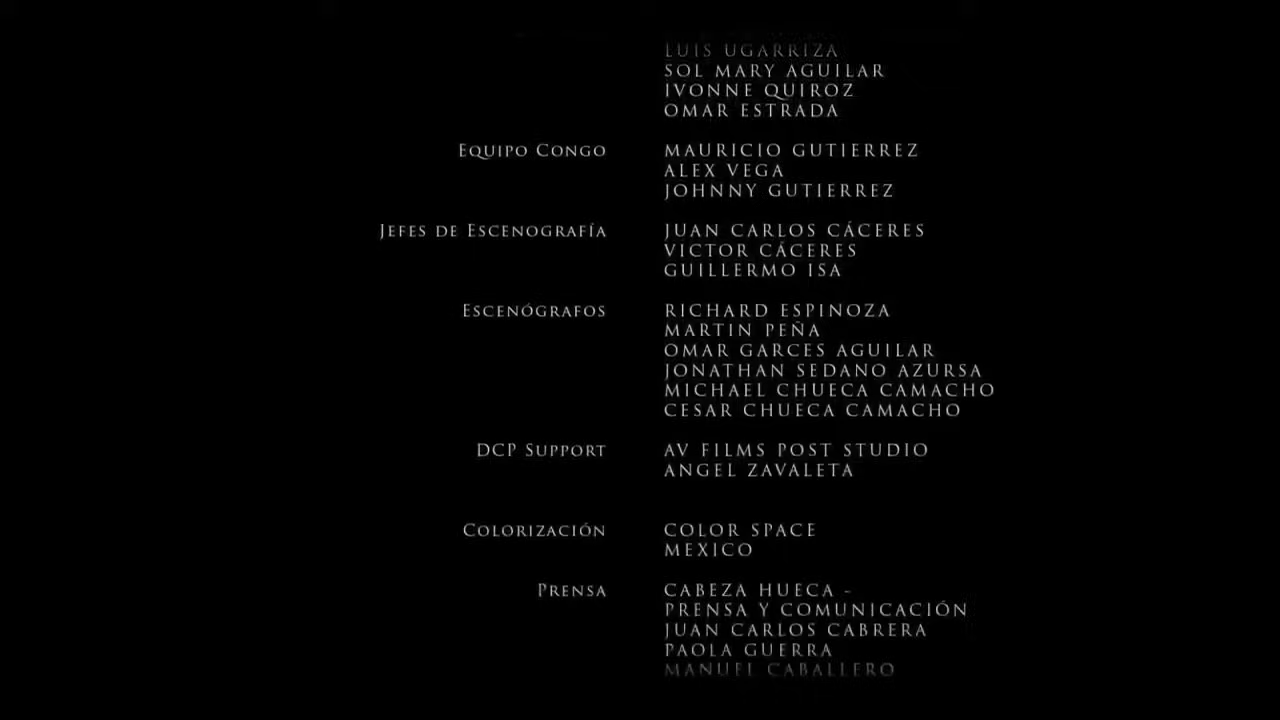 LUIS UGARRIZA
SOL MARY AGUILAR
IVONNE QUIROZ
OMAR ESTRADA
EQUIPO CONGO MAURICIO GUTIERREZ
ALEX VEGA
JOHNNY GUTIERREZ
JEFES DE ESCENOGRAFÍA JUAN CARLOS CÁCERES
VICTOR CÁCERES
GUILLERMO ISA
ESCENÓGRAFOS RICHARD ESPINOZA
MARTIN PEÑA
OMAR GARCES AGUILAR
JONATHAN SEDANO AZURSA
MICHAEL CHUECA CAMACHO
CESAR CHUECA CAMACHO
DCP SUPPORT AV FILMS POST STUDIO
ANGEL ZAVALETA
COLORIZACIÓN COLOR SPACE
MEXICO
PRENSA CABEZA HUECA -
PRENSA Y COMUNICACIÓN
JUAN CARLOS CABRERA
PAOLA GUERRA
MANUEL CABALLERO